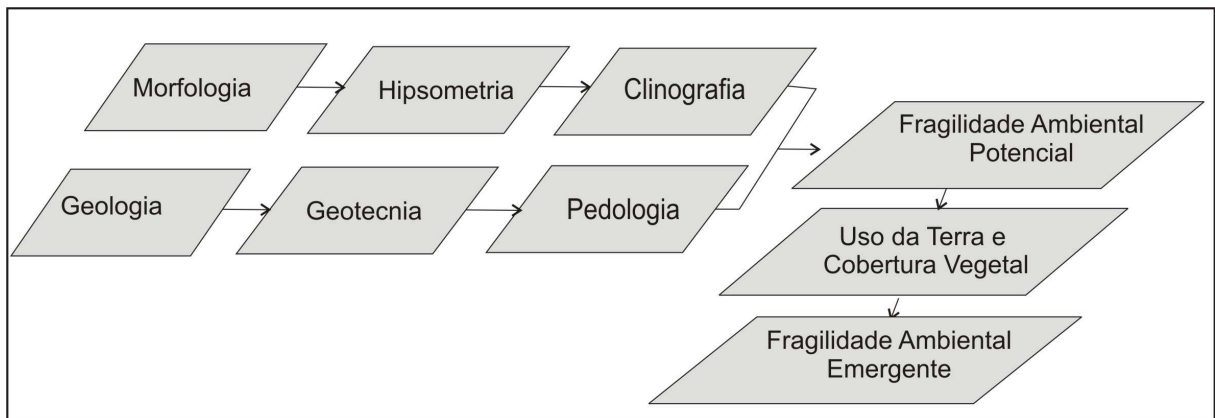 Morfologia
Hipsometria
Clinografia
Geologia
Geotecnia
Pedologia
Fragilidade Ambiental
Potencial
Uso da Terra e
Cobertura Vegetal
Fragilidade Ambiental
Emergente